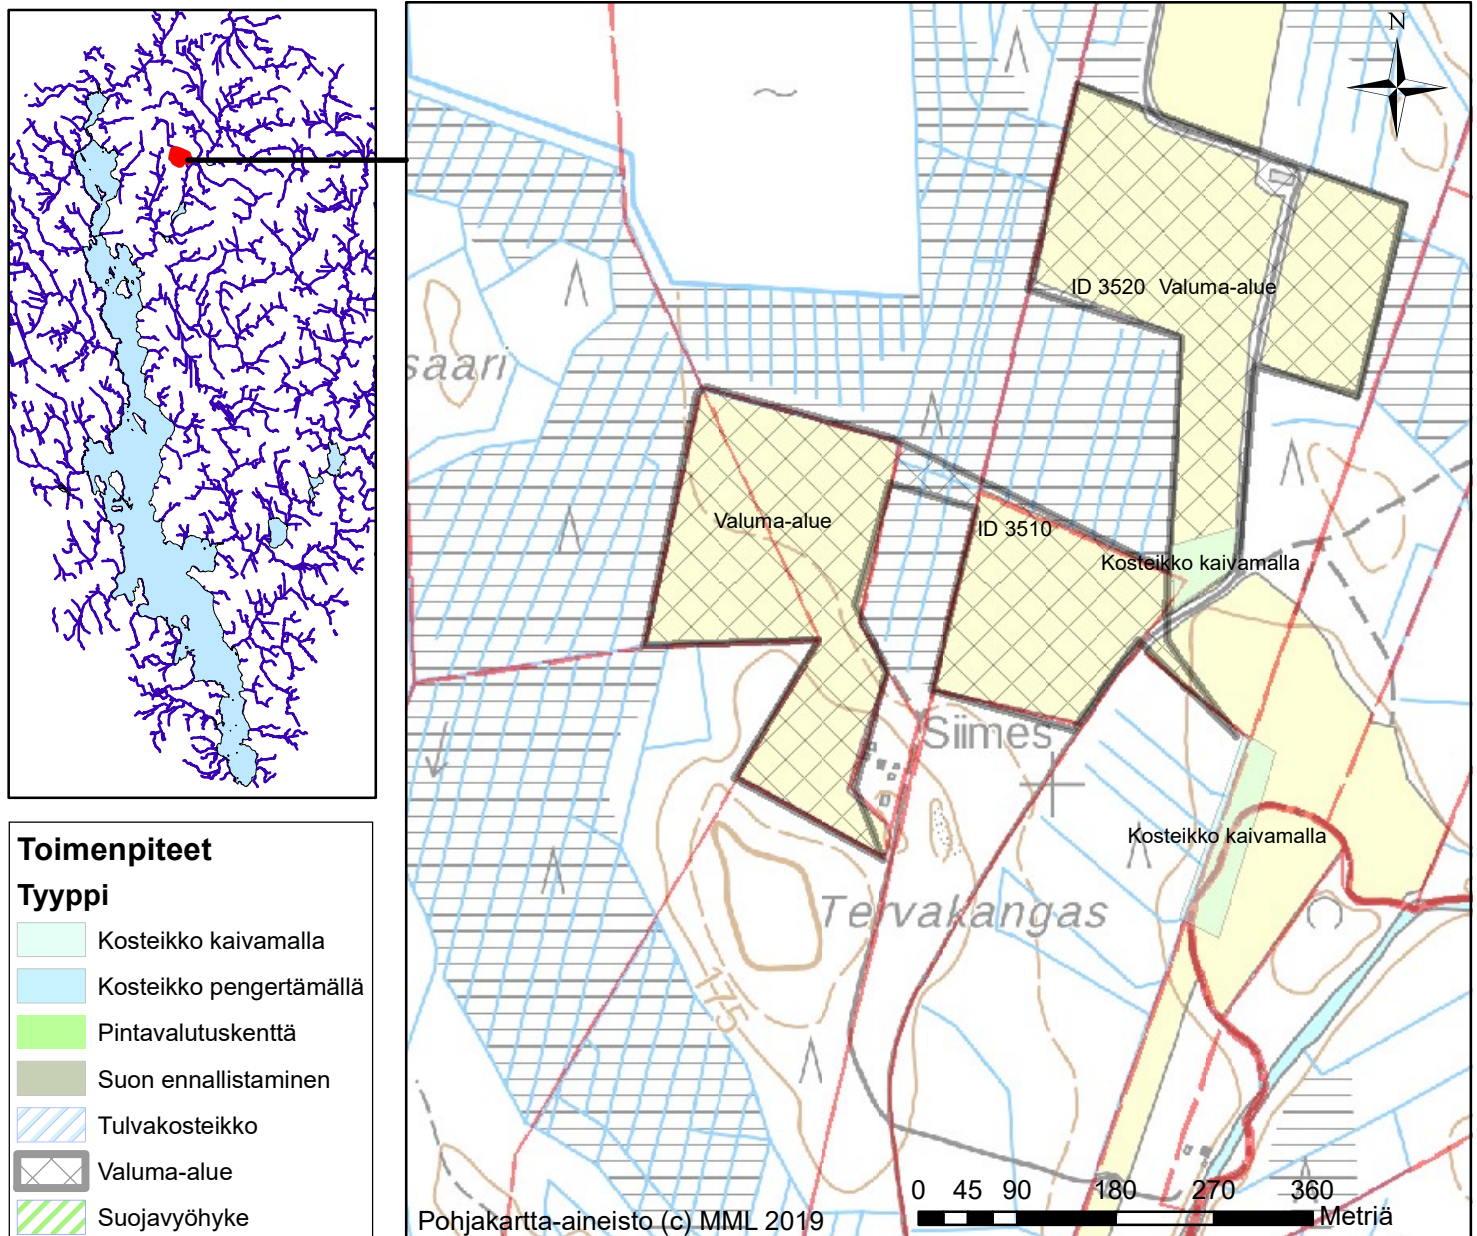 N
ID 3520 Valuma-alue
saari
Valuma-alue
ID 3510
Kosteikko kaivamalla
Siimes
Kosteikko kaivamalla
Tervakangas
175
0 45 90 180 270 360
Metriä
Pohjakartta-aineisto (c) MML 2019
Toimenpiteet
Tyyppi
Kosteikko kaivamalla
Kosteikko pengertämällä
Pintavalutuskenttä
Suon ennallistaminen
Tulvakosteikko
Valuma-alue
Suojavyöhyke